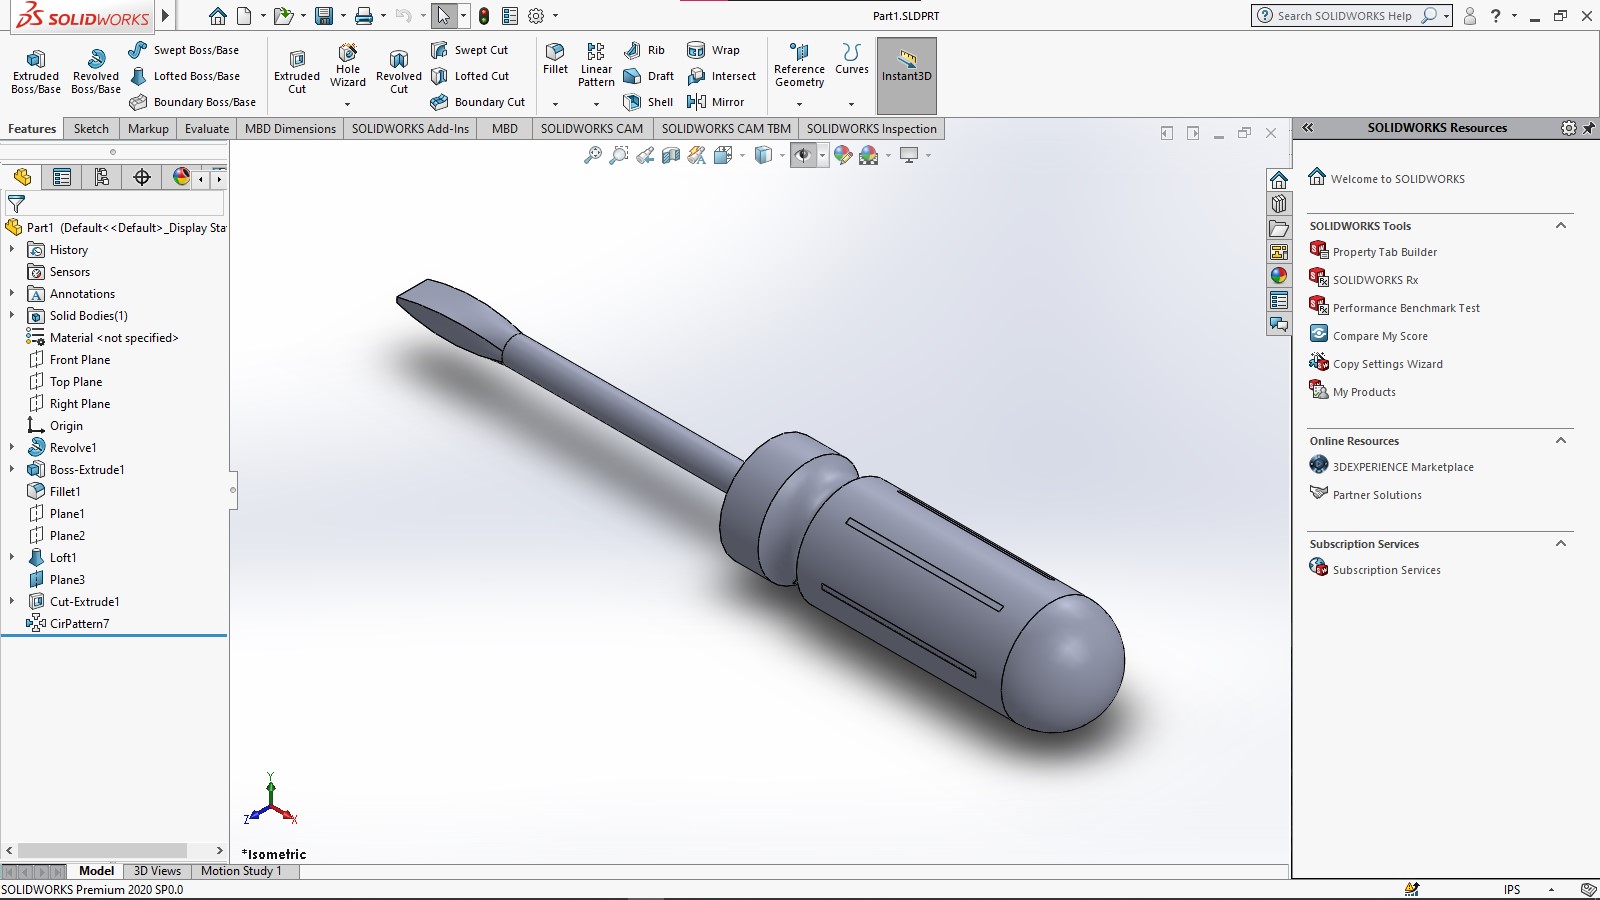 SOLIDWORKS
Part1.SLDPRT
Search SOLIDWORKS Help
Extruded Boss/Base
Revolved Boss/Base
Swept Boss/Base
Lofted Boss/Base
Boundary Boss/Base
Extruded Cut
Hole Wizard
Revolved Cut
Swept Cut
Lofted Cut
Boundary Cut
Fillet
Linear Pattern
Rib
Draft
Shell
Wrap
Intersect
Mirror
Reference Geometry
Curves
Instant3D
Features
Sketch
Markup
Evaluate
MBD Dimensions
SOLIDWORKS Add-Ins
MBD
SOLIDWORKS CAM
SOLIDWORKS CAM TBM
SOLIDWORKS Inspection
Part1 (Default<<Default>_Display Sta
History
Sensors
Annotations
Solid Bodies(1)
Material <not specified>
Front Plane
Top Plane
Right Plane
Origin
Revolve1
Boss-Extrude1
Fillet1
Plane1
Plane2
Loft1
Plane3
Cut-Extrude1
CirPattern7
Y
Z
X
*Isometric
SOLIDWORKS Resources
Welcome to SOLIDWORKS
SOLIDWORKS Tools
Property Tab Builder
SOLIDWORKS Rx
Performance Benchmark Test
Compare My Score
Copy Settings Wizard
My Products
Online Resources
3DEXPERIENCE Marketplace
Partner Solutions
Subscription Services
Subscription Services
Model
3D Views
Motion Study 1
SOLIDWORKS Premium 2020 SP0.0
IPS